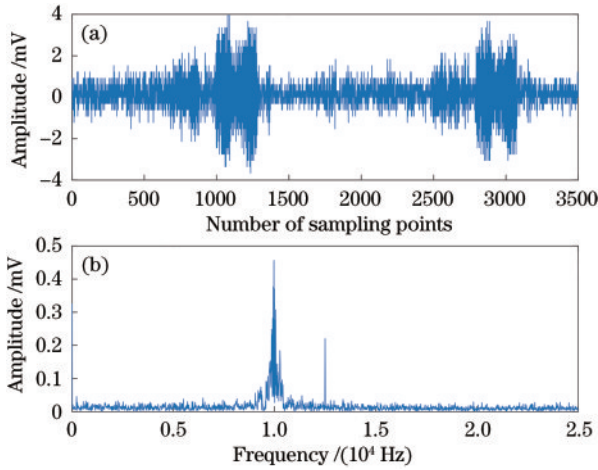 (a)
Amplitude /mV
4
2
0
−2
−4
0 500 1000 1500 2000 2500 3000 3500
Number of sampling points
(b)
Amplitude /mV
0.5
0.4
0.3
0.2
0.1
0
0 0.5 1.0 1.5 2.0 2.5
Frequency /(10⁴ Hz)